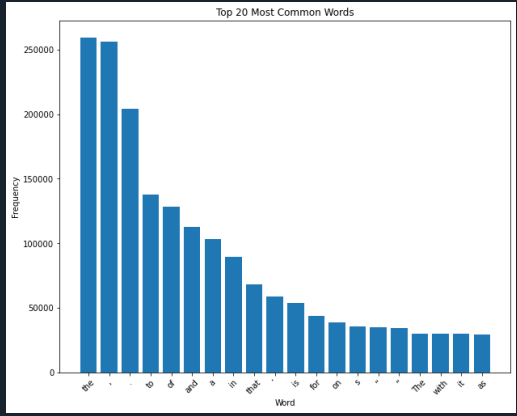 Top 20 Most Common Words
Frequency
250000
200000
150000
100000
50000
0
the , . to of and a in that ’ is for on s “ ” The with it as
Word